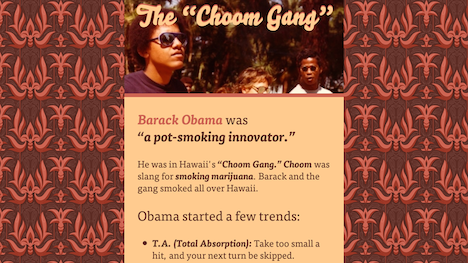 The “Choom Gang”
Barack Obama was
“a pot-smoking innovator.”
He was in Hawaii's “Choom Gang.” Choom was
slang for smoking marijuana. Barack and the
gang smoked all over Hawaii.
Obama started a few trends:
• T.A. (Total Absorption): Take too small a
hit, and your next turn be skipped.